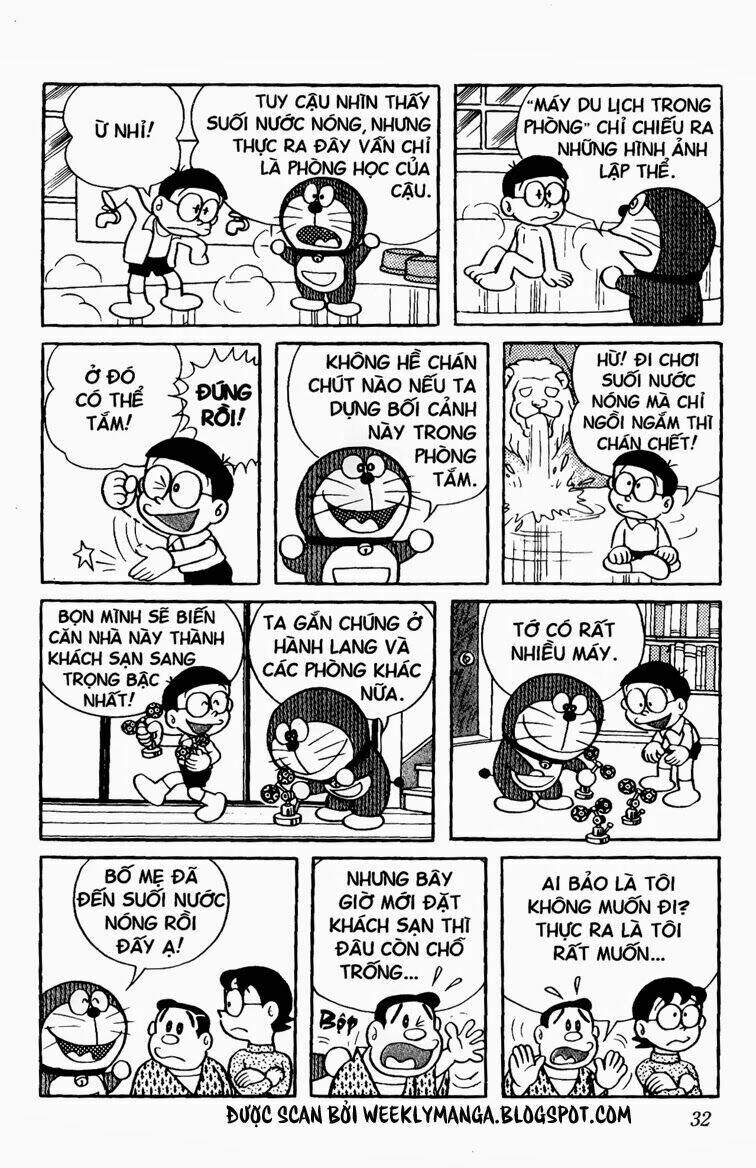 "MÁY DU LỊCH TRONG
PHÒNG" CHỈ CHIẾU RA
NHỮNG HÌNH ẢNH
LẬP THỂ.
TUY CẬU NHÌN THẤY
SUỐI NƯỚC NÓNG, NHƯNG
THỰC RA ĐÂY VẪN CHỈ
LÀ PHÒNG HỌC CỦA
CẬU.
Ừ NHỈ!
HỪ! ĐI CHƠI
SUỐI NƯỚC
NÓNG MÀ CHỈ
NGỒI NGẮM THÌ
CHÁN CHẾT!
KHÔNG HỀ CHÁN
CHÚT NÀO NẾU TA
DỰNG BỐI CẢNH
NÀY TRONG
PHÒNG
TẮM.
ĐÚNG
RỒI!
Ở ĐÓ
CÓ THỂ
TẮM!
TỚ CÓ RẤT
NHIỀU MÁY.
TA GẮN CHÚNG Ở
HÀNH LANG VÀ
CÁC PHÒNG KHÁC
NỮA.
BỌN MÌNH SẼ BIẾN
CĂN NHÀ NÀY THÀNH
KHÁCH SẠN SANG
TRỌNG BẬC
NHẤT!
AI BẢO LÀ TÔI
KHÔNG MUỐN ĐI?
THỰC RA LÀ TÔI
RẤT MUỐN...
NHƯNG BÂY
GIỜ MỚI ĐẶT
KHÁCH SẠN THÌ
ĐÂU CÒN CHỖ
TRỐNG...
BỘP
BỐ MẸ ĐÃ
ĐẾN SUỐI NƯỚC
NÓNG RỒI
ĐẤY Ạ!
ĐƯỢC SCAN BỞI WEEKLYMANGA.BLOGSPOT.COM
32